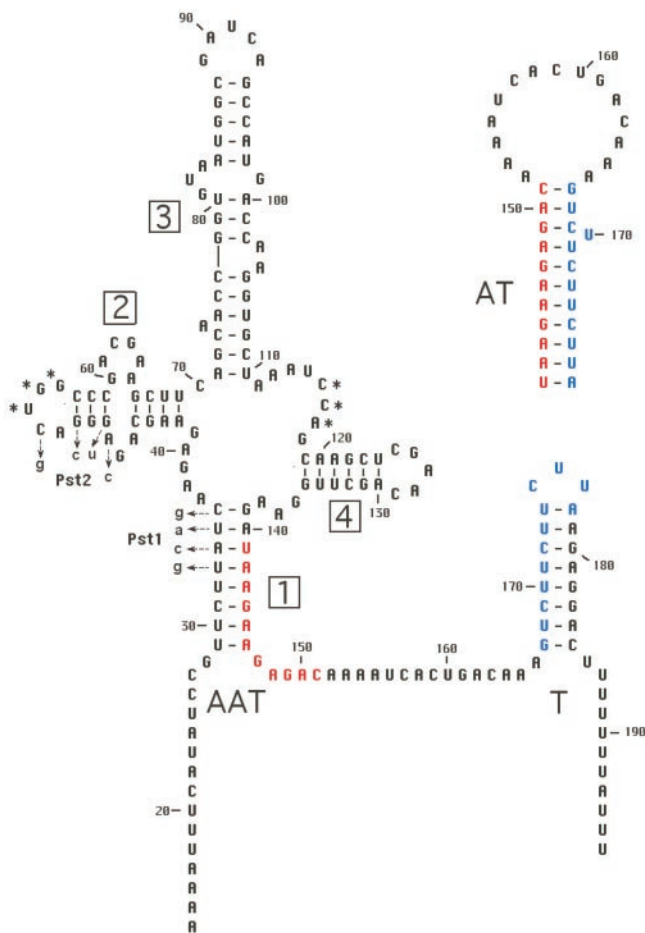 90
A U C
G A
C - G
G - C
G - C
U - A
A - U
A G
U G
80 U - A 100
G - C
G - C
A
C A
C - G
C - U
A - G
A G - C
A - U 110
3
2
C
A G
60 G A
* G G C C C G C U U C 70
* U
C A G G G A G A C G A A G
g c u c
Pst2
40
A
G
A
A
A A A U C *
C *
A *
G
120
C A A G C U C G A
G U U C G A C A
130
4
G
A
A
G
g C - G
a U - A 140
Pst1 c A - U
g U - A
U - A
C - G
30 U - A
U - A
1
G G
C
C
U
A
U
A
C
20 U
U
U
A
A
A
A
AAT
150 160
G A G A C A A A A U C A C U G A C A A A
T
160
U C A C U G A C A A A
A A A A
C - G
150 A - U
G - C
A - U U 170
G - C
A - U
A - U
G - C
A - U
A - U
U - A
AT
U
C U
U - A
U - A
C - G
U - A 180
170 U - G
C - G
U - A
G - C
U
U
U
U
U 190
U
U
A
U
U
U